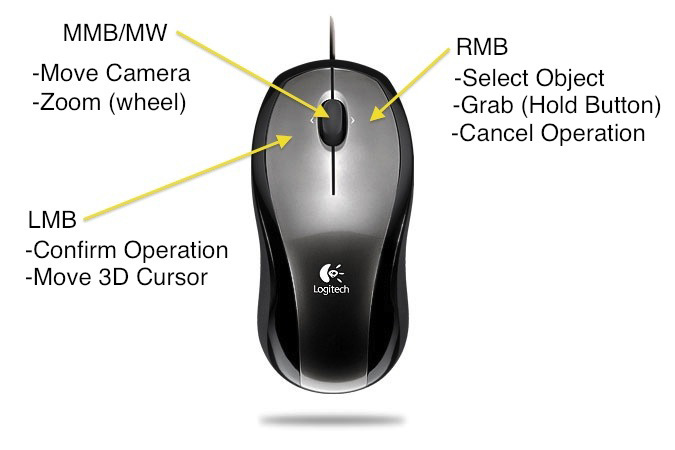 MMB/MW
-Move Camera
-Zoom (wheel)
RMB
-Select Object
-Grab (Hold Button)
-Cancel Operation
LMB
-Confirm Operation
-Move 3D Cursor
Logitech